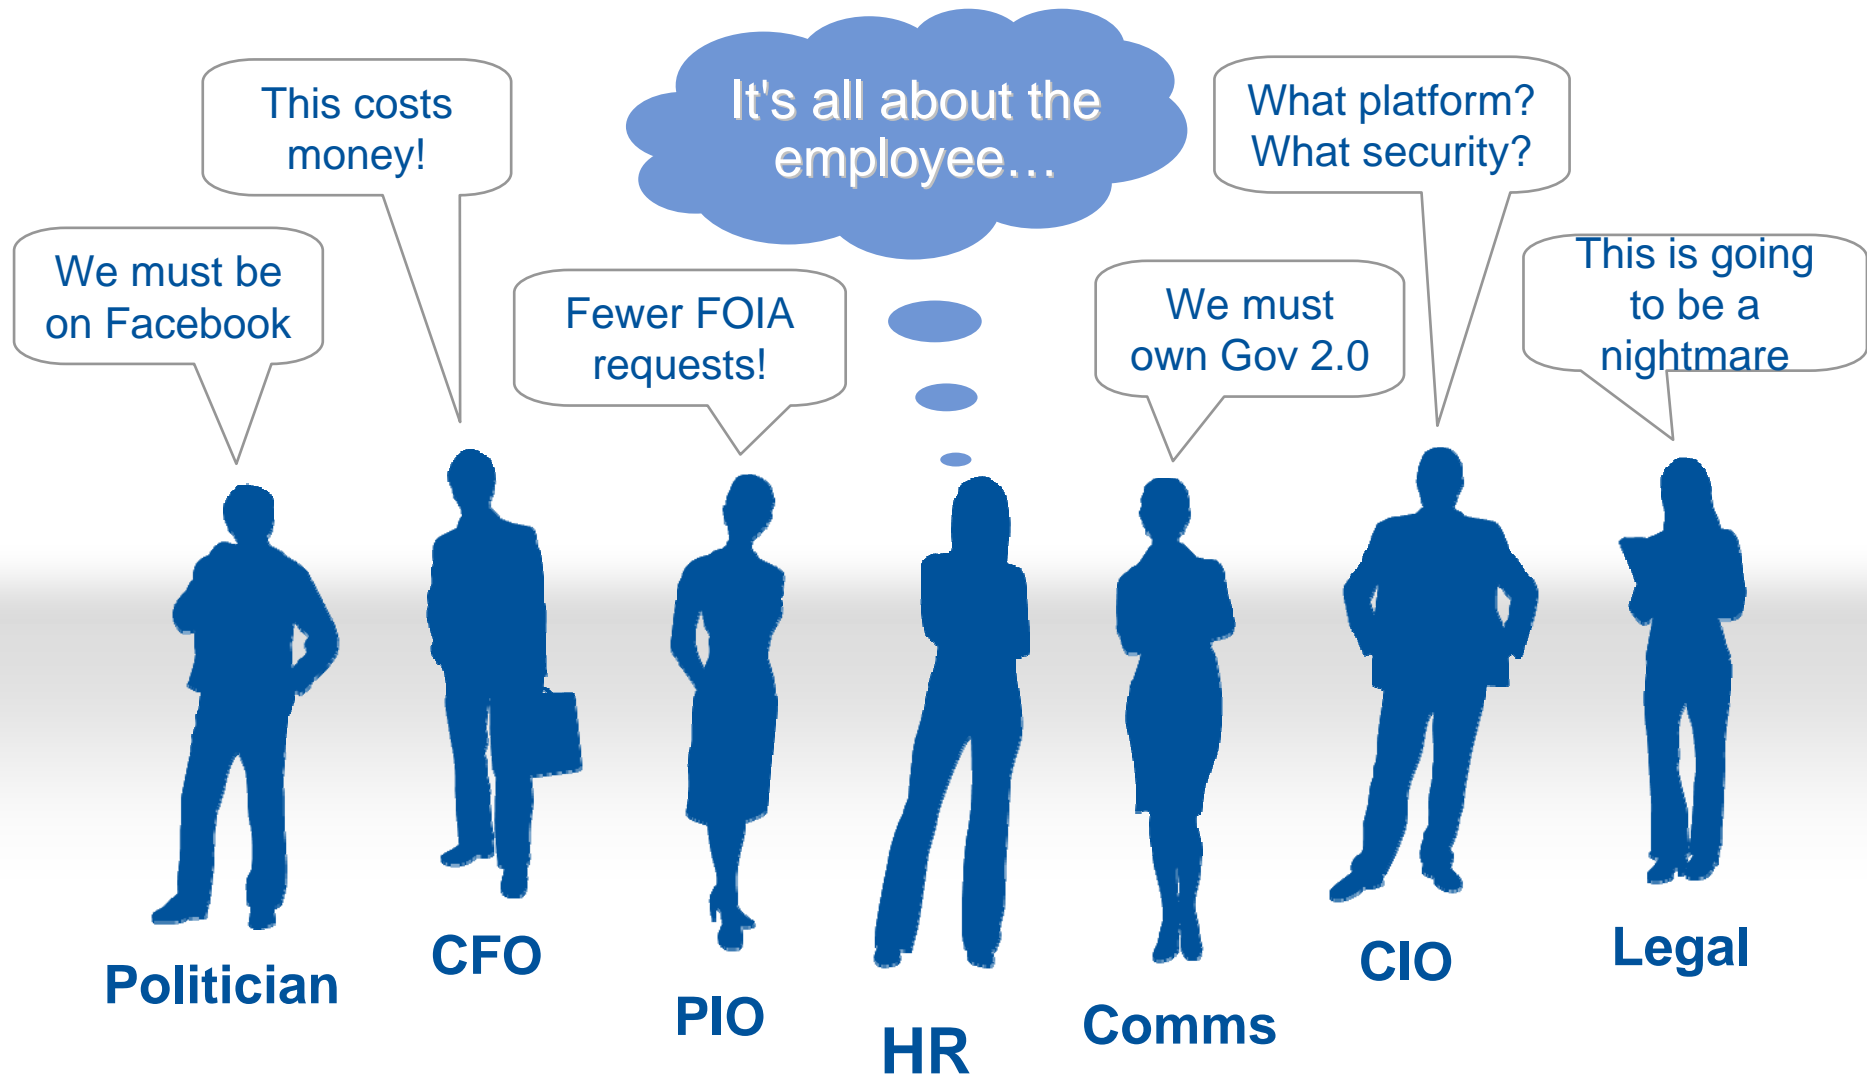 This costs
money!
It's all about the
employee…
What platform?
What security?
We must be
on Facebook
Fewer FOIA
requests!
We must
own Gov 2.0
This is going
to be a
nightmare
Politician
CFO
PIO
HR
Comms
CIO
Legal